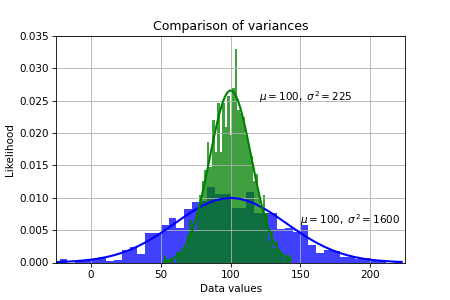 Comparison of variances
0.035
0.030
0.025
0.020
0.015
0.010
0.005
0.000
Likelihood
μ = 100, σ² = 225
μ = 100, σ² = 1600
0
50
100
150
200
Data values